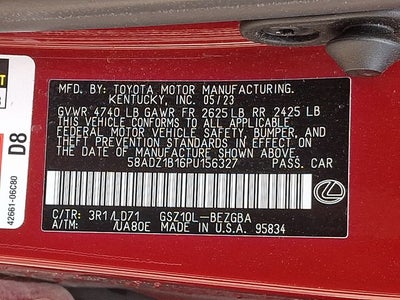 MFD. BY: TOYOTA MOTOR MANUFACTURING.
KENTUCKY, INC. 05/23
GVWR 4740 LB GAWR FR 2625 LB RR 2425 LB
THIS VEHICLE CONFORMS TO ALL APPLICABLE
FEDERAL MOTOR VEHICLE SAFETY, BUMPER, AND
THEFT PREVENTION STANDARDS IN EFFECT ON
THE DATE OF MANUFACTURE SHOWN ABOVE.
58ADZ1B16PU156327 PASS. CAR
C/TR: 3R1/LD71 GSZ10L-BEZGBA
A/TM: /UA80E MADE IN U.S.A. 95834
D8
42661-06C80